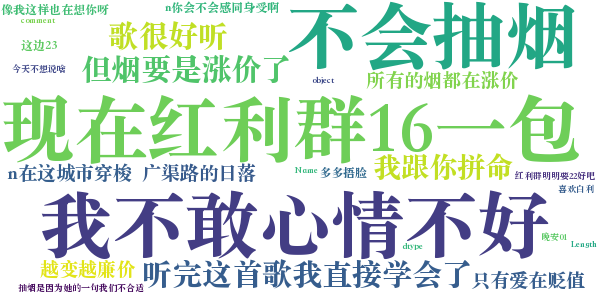 像我这样也在想你呀
n你会不会感同身受啊
不会抽烟
comment
歌很好听
这边23
但烟要是涨价了
今天不想说啥
object
所有的烟都在涨价
现在红利群16一包
n在这城市穿梭
广渠路的日落
Name
多多捂脸
我跟你拼命
红利群明明要22好吧
喜欢白利
我不敢心情不好
晚安01
dtype
Length
越变越廉价
听完这首歌我直接学会了
只有爱在贬值
抽烟是因为她的一句我们不合适